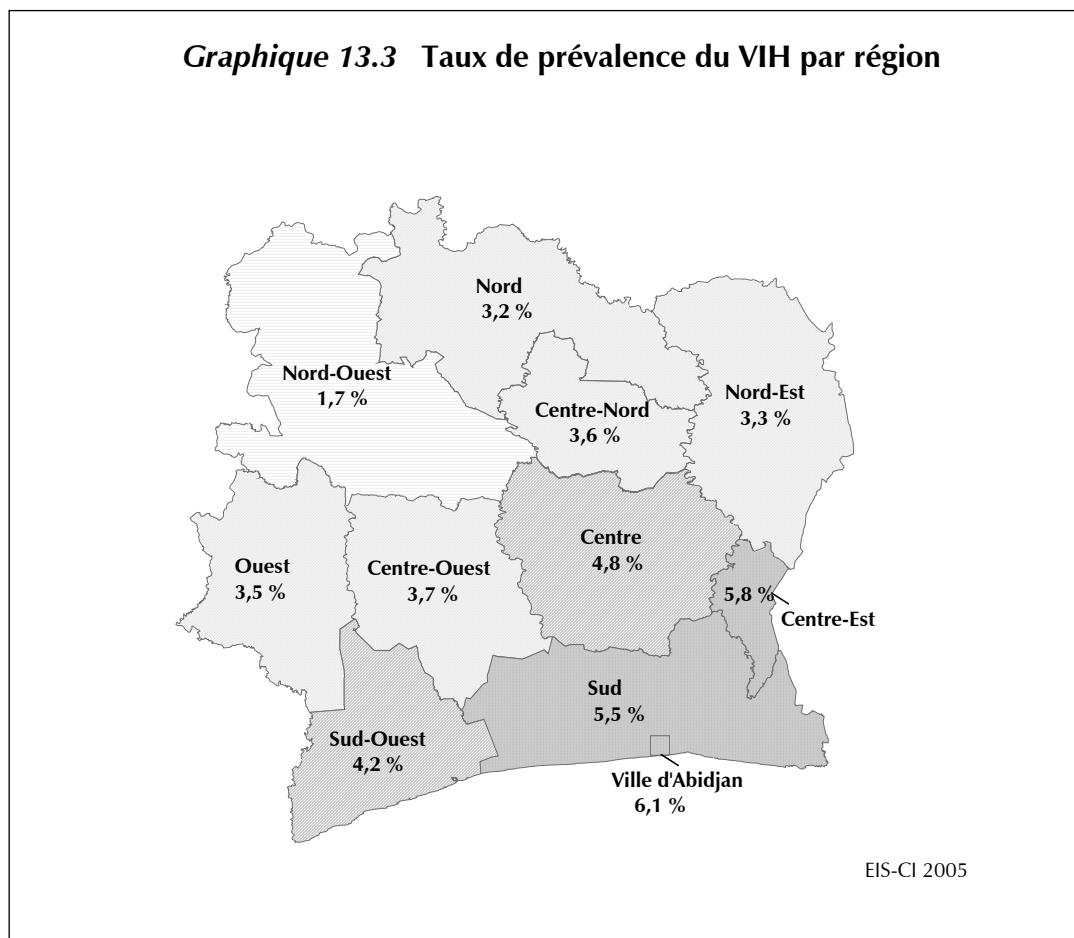 Graphique 13.3 Taux de prévalence du VIH par région
Nord
3,2 %
Nord-Ouest
1,7 %
Nord-Est
3,3 %
Centre-Nord
3,6 %
Centre
4,8 %
Ouest
3,5 %
Centre-Ouest
3,7 %
5,8 %
Centre-Est
Sud
5,5 %
Sud-Ouest
4,2 %
Ville d'Abidjan
6,1 %
EIS-CI 2005